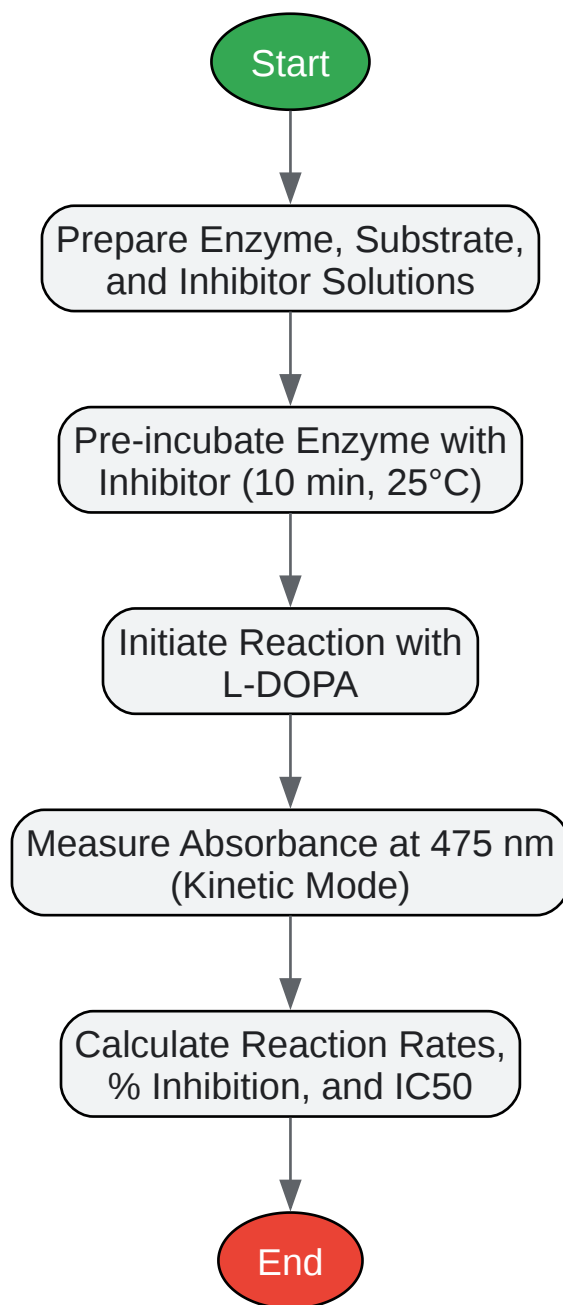 Start
Prepare Enzyme, Substrate,
and Inhibitor Solutions
Pre-incubate Enzyme with
Inhibitor (10 min, 25°C)
Initiate Reaction with
L-DOPA
Measure Absorbance at 475 nm
(Kinetic Mode)
Calculate Reaction Rates,
% Inhibition, and IC50
End